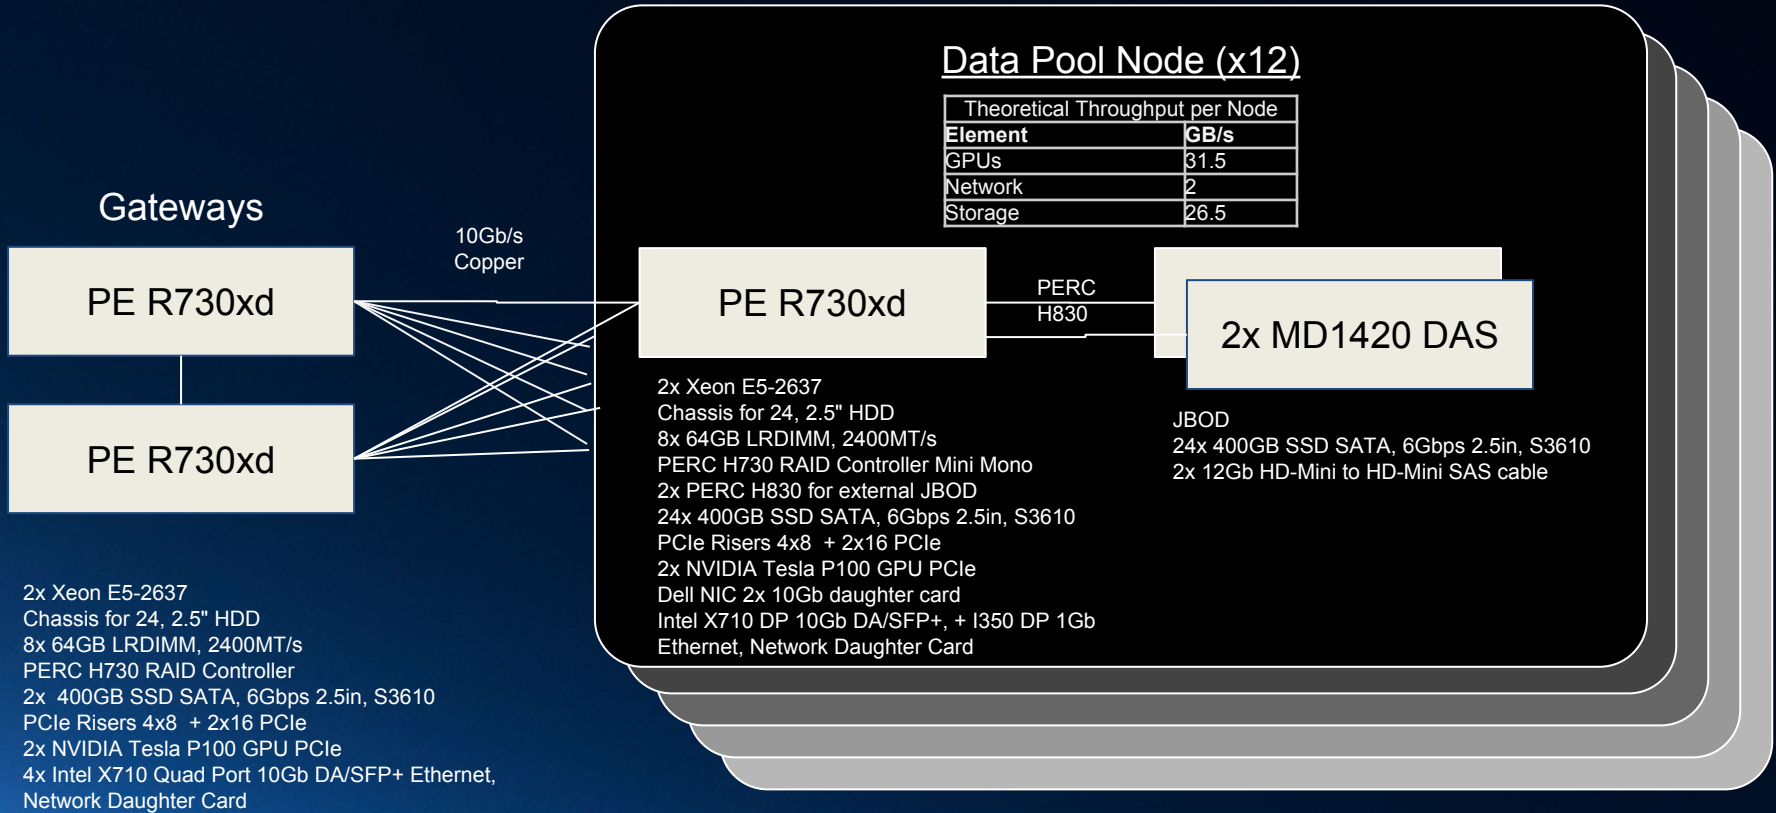 Data Pool Node (x12)
Theoretical Throughput per Node
Element GB/s
GPUs 31.5
Network 2
Storage 26.5
Gateways
10Gb/s
Copper
PE R730xd
PE R730xd
PERC
H830
2x MD1420 DAS
PE R730xd
2x Xeon E5-2637
Chassis for 24, 2.5" HDD
8x 64GB LRDIMM, 2400MT/s
PERC H730 RAID Controller Mini Mono
2x PERC H830 for external JBOD
24x 400GB SSD SATA, 6Gbps 2.5in, S3610
PCIe Risers 4x8  + 2x16 PCIe
2x NVIDIA Tesla P100 GPU PCIe
Dell NIC 2x 10Gb daughter card
Intel X710 DP 10Gb DA/SFP+, + I350 DP 1Gb
Ethernet, Network Daughter Card
JBOD
24x 400GB SSD SATA, 6Gbps 2.5in, S3610
2x 12Gb HD-Mini to HD-Mini SAS cable
2x Xeon E5-2637
Chassis for 24, 2.5" HDD
8x 64GB LRDIMM, 2400MT/s
PERC H730 RAID Controller
2x  400GB SSD SATA, 6Gbps 2.5in, S3610
PCIe Risers 4x8  + 2x16 PCIe
2x NVIDIA Tesla P100 GPU PCIe
4x Intel X710 Quad Port 10Gb DA/SFP+ Ethernet,
Network Daughter Card